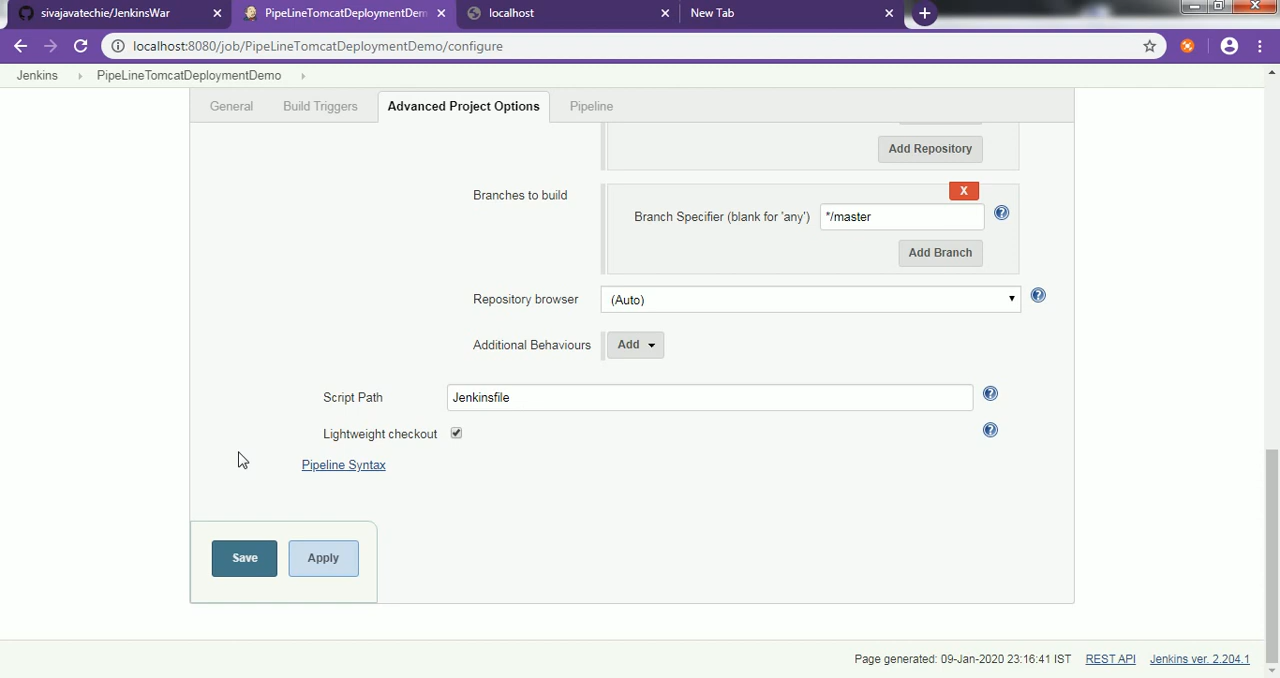 sivajavatechie/JenkinsWar
PipeLineTomcatDeploymentDem
localhost
New Tab
localhost:8080/job/PipeLineTomcatDeploymentDemo/configure
Jenkins PipeLineTomcatDeploymentDemo
General Build Triggers Advanced Project Options Pipeline
Add Repository
Branches to build
X
Branch Specifier (blank for 'any') */master
Add Branch
Repository browser (Auto)
Additional Behaviours Add
Script Path Jenkinsfile
Lightweight checkout
Pipeline Syntax
Save Apply
Page generated: 09-Jan-2020 23:16:41 IST REST API Jenkins ver. 2.204.1